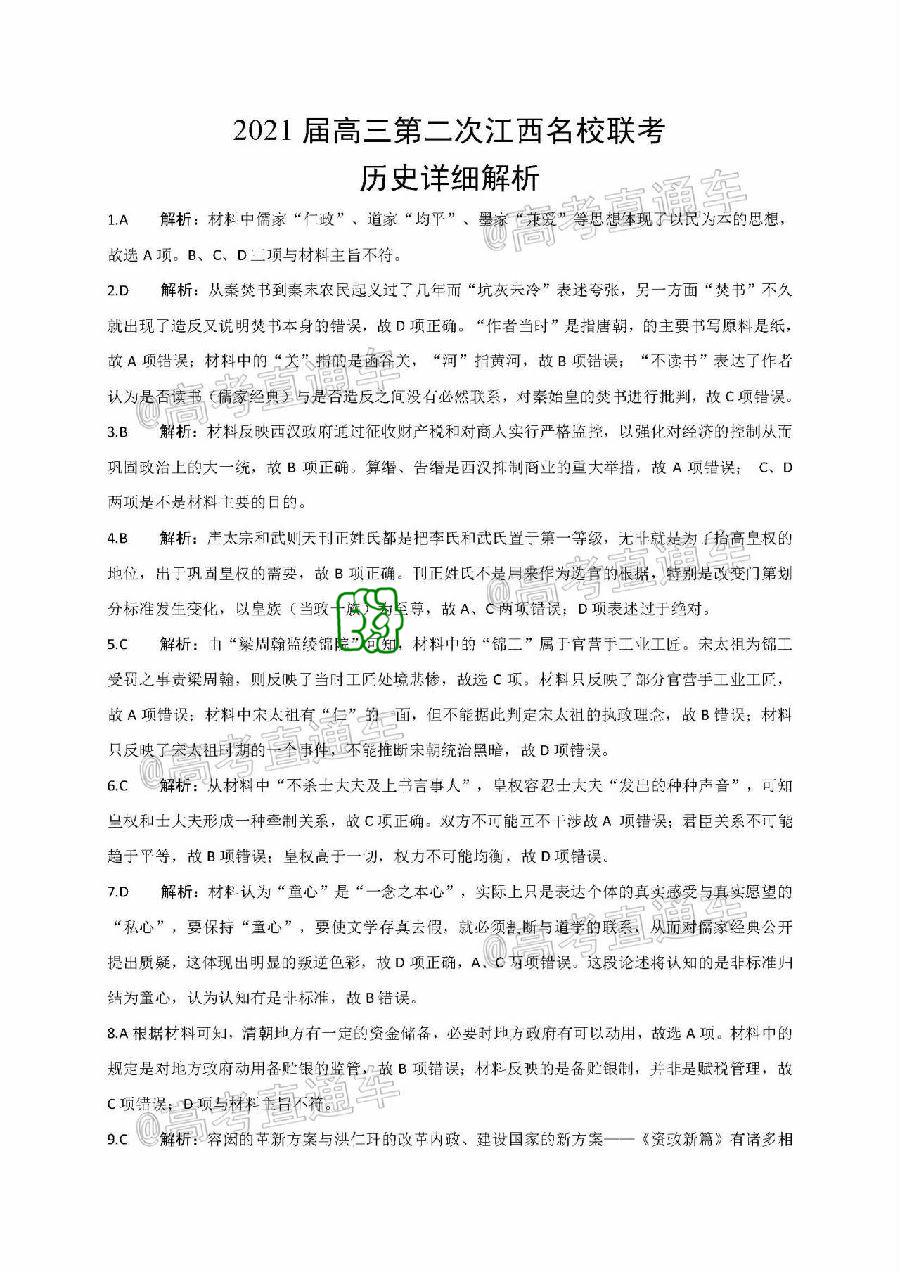 2021 届高三第二次江西名校联考
历史详细解析
1.A 解析：材料中儒家“仁政”、道家“均平”、墨家“兼爱”等思想体现了以民为本的思想，
故选 A 项。B、C、D 三项与材料主旨不符。
2.D 解析：从秦焚书到秦末农民起义过了几年而“坑灰未冷”表述夸张，另一方面“焚书”不久
就出现了造反又说明焚书本身的错误，故 D 项正确。“作者当时”是指唐朝，的主要书写原料是纸，
故 A 项错误；材料中的“关”指的是函谷关，“河”指黄河，故 B 项错误；“不读书”表达了作者
认为是否读书（儒家经典）与是否造反之间没有必然联系，对秦始皇的焚书进行批判，故 C 项错误。
3.B 解析：材料反映西汉政府通过征收财产税和对商人实行严格监控，以强化对经济的控制从而
巩固政治上的大一统，故 B 项正确。算缗、告缗是西汉抑制商业的重大举措，故 A 项错误； C、D
两项是不是材料主要的目的。
4.B 解析：唐太宗和武则天刊正姓氏都是把李氏和武氏置于第一等级，无非就是为了抬高皇权的
地位，出于巩固皇权的需要，故 B 项正确。刊正姓氏不是用来作为选官的根据，特别是改变门第划
分标准发生变化，以皇族（当政一族）为至尊，故 A、C 两项错误；D 项表述过于绝对。
5.C 解析：由“梁周翰监绫锦院”可知，材料中的“锦工”属于官营手工业工匠。宋太祖为锦工
受罚之事责梁周翰，则反映了当时工匠处境悲惨，故选 C 项。材料只反映了部分官营手工业工匠，
故 A 项错误；材料中宋太祖有“仁”的一面，但不能据此判定宋太祖的执政理念，故 B 错误；材料
只反映了宋太祖时期的一个事件，不能推断宋朝统治黑暗，故 D 项错误。
6.C 解析：从材料中“不杀士大夫及上书言事人”，皇权容忍士大夫“发出的种种声音”，可知
皇权和士大夫形成一种牵制关系，故 C 项正确。双方不可能互不干涉故 A 项错误；君臣关系不可能
趋于平等，故 B 项错误；皇权高于一切，权力不可能均衡，故 D 项错误。
7.D 解析：材料认为“童心”是“一念之本心”，实际上只是表达个体的真实感受与真实愿望的
“私心”，要保持“童心”，要使文学存真去假，就必须割断与道学的联系，从而对儒家经典公开
提出质疑，这体现出明显的叛逆色彩，故 D 项正确，A、C 两项错误。这段论述将认知的是非标准归
结为童心，认为认知有是非标准，故 B 错误。
8.A 根据材料可知，清朝地方有一定的资金储备，必要时地方政府有可以动用，故选 A 项。材料中的
规定是对地方政府动用备贮银的监管，故 B 项错误；材料反映的是备贮银制，并非是赋税管理，故
C 项错误；D 项与材料主旨不符。
9.C 解析：容闳的革新方案与洪仁玕的改革内政、建设国家的新方案——《资政新篇》有诸多相
@高考直通车
@高考直通车
@高考直通车
@高考直通车
@高考直通车
@高考直通车